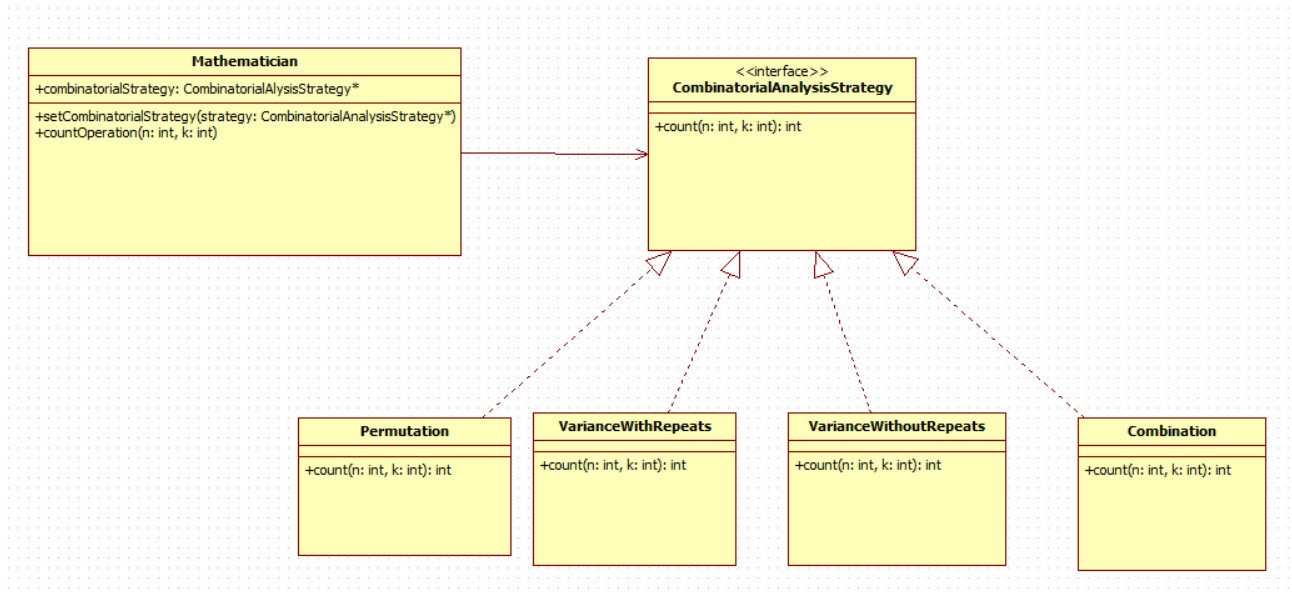 Mathematician
+combinatorialStrategy: CombinatorialAlysisStrategy*
+setCombinatorialStrategy(strategy: CombinatorialAnalysisStrategy*)
+countOperation(n: int, k: int)
<<interface>>
CombinatorialAnalysisStrategy
+count(n: int, k: int): int
Permutation
+count(n: int, k: int): int
VarianceWithRepeats
+count(n: int, k: int): int
VarianceWithoutRepeats
+count(n: int, k: int): int
Combination
+count(n: int, k: int): int